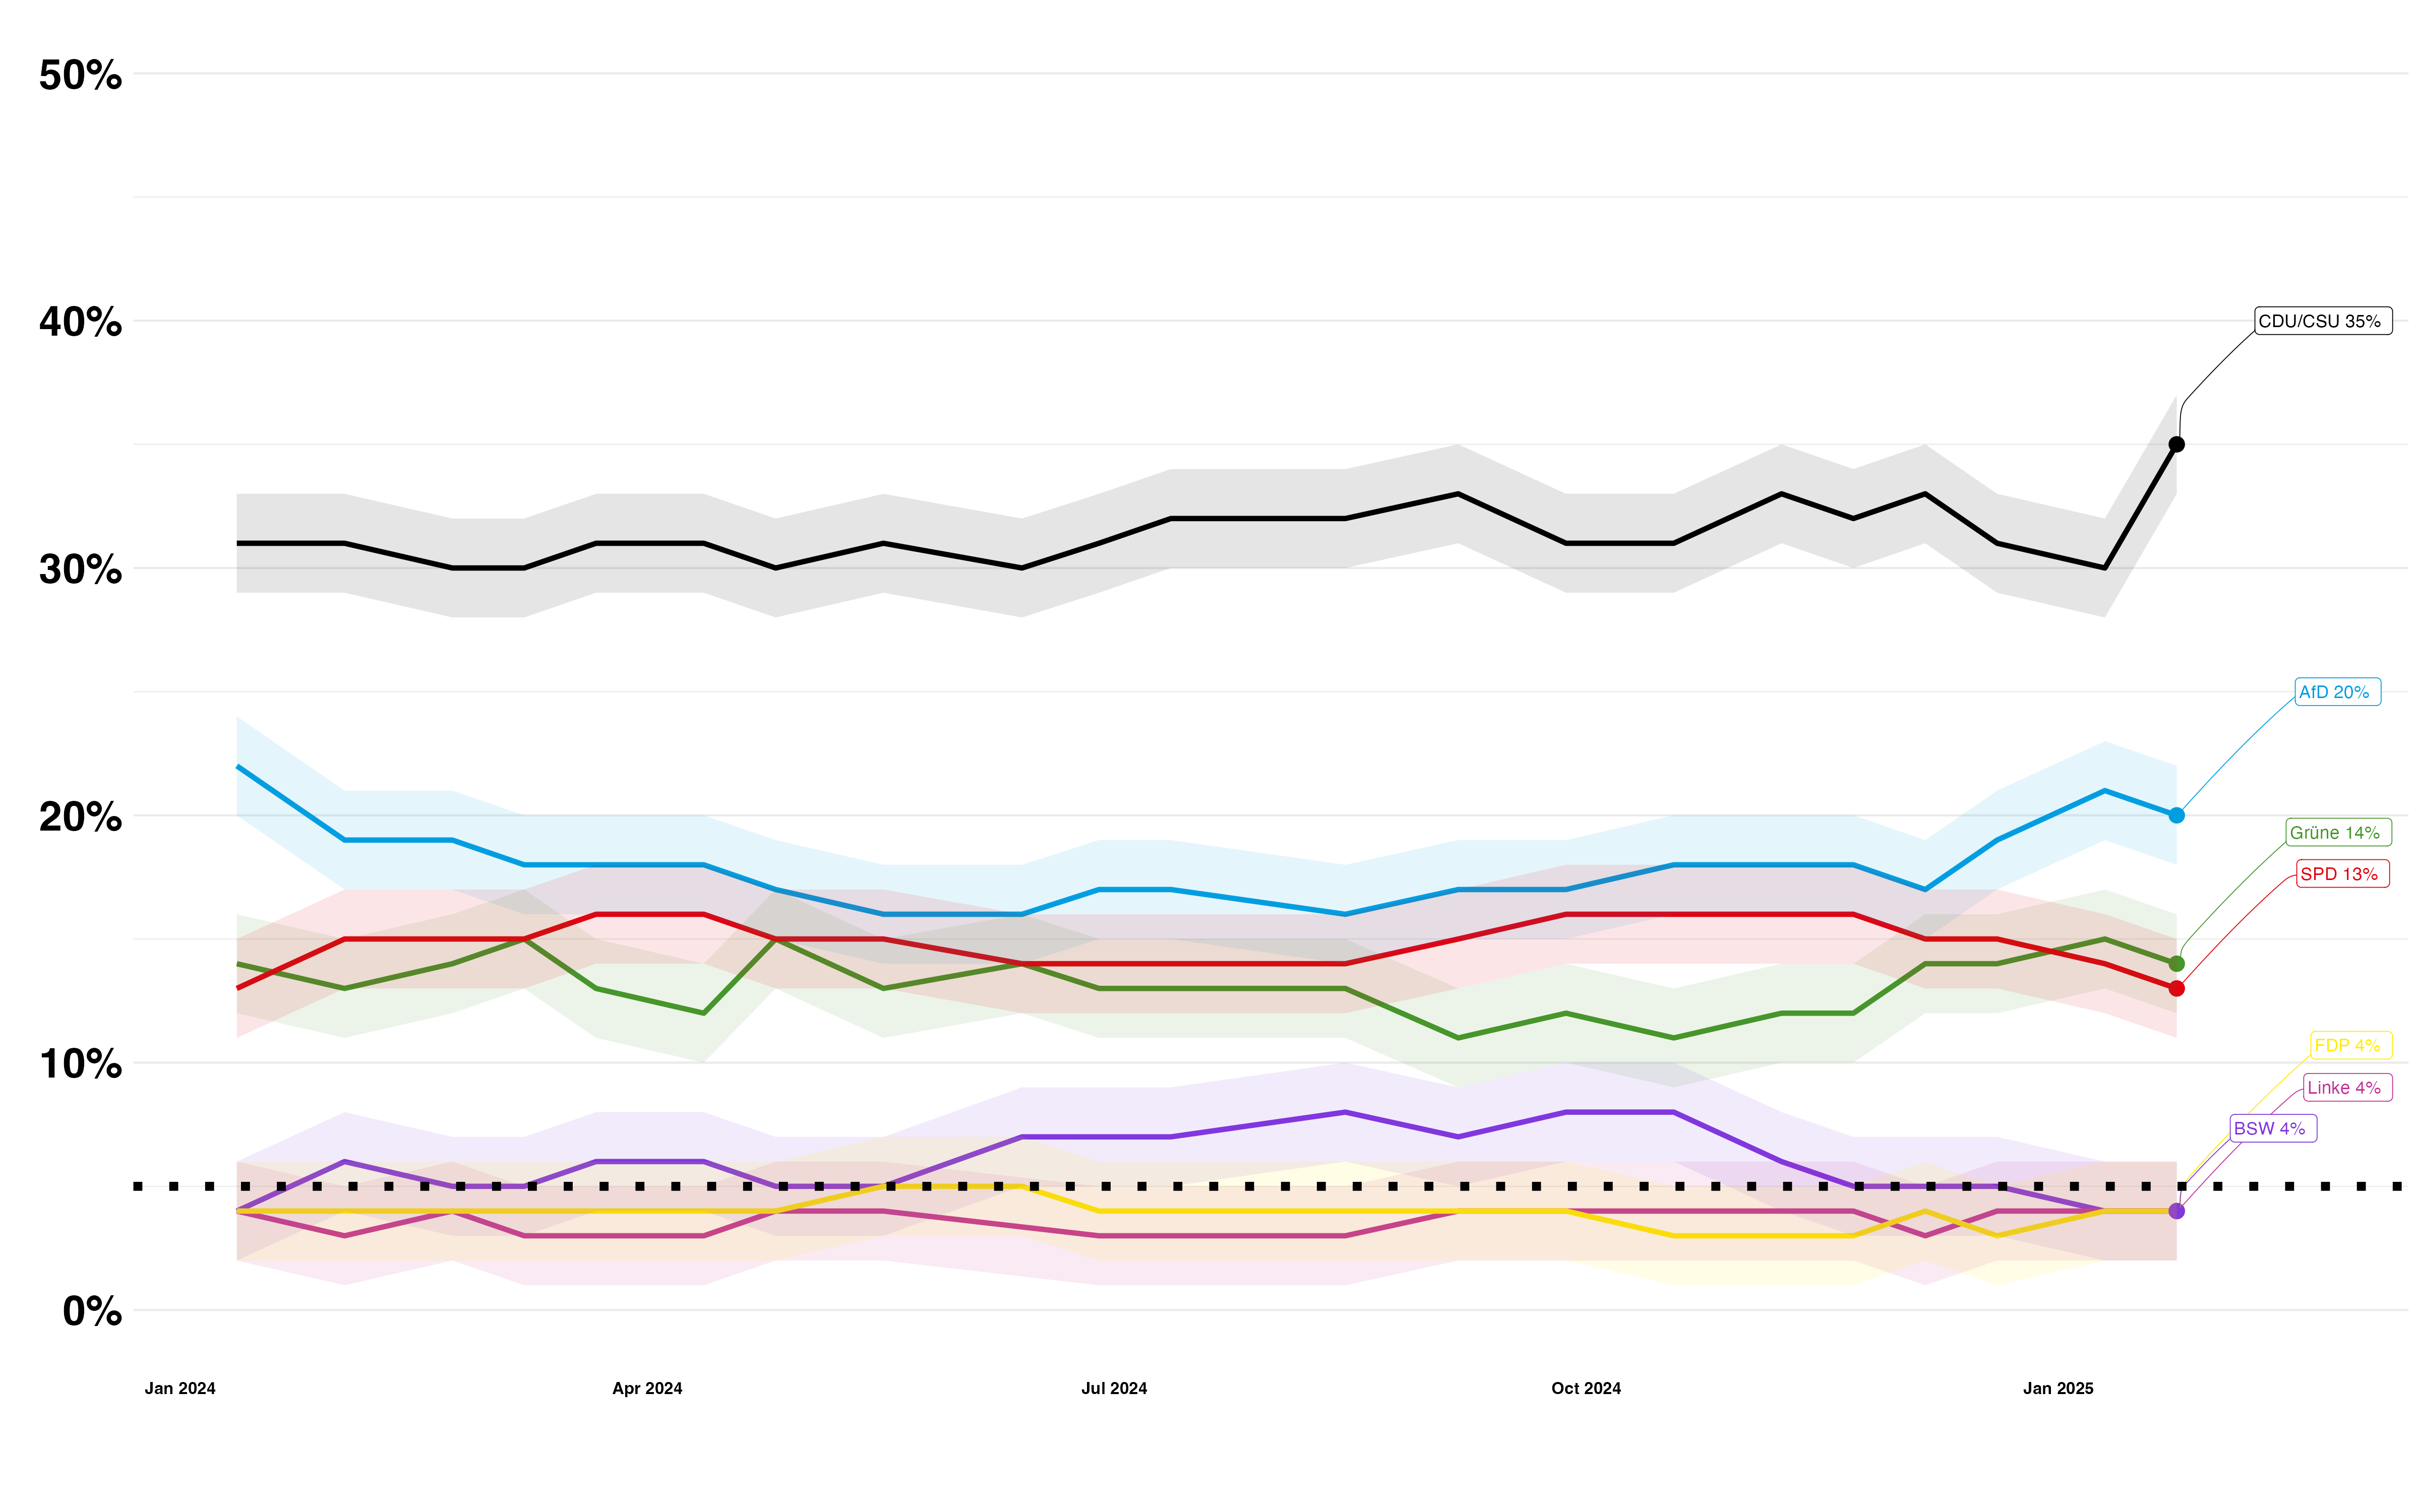 50%
40%
30%
20%
10%
0%
CDU/CSU 35%
AfD 20%
Grüne 14%
SPD 13%
FDP 4%
Linke 4%
BSW 4%
Jan 2024
Apr 2024
Jul 2024
Oct 2024
Jan 2025